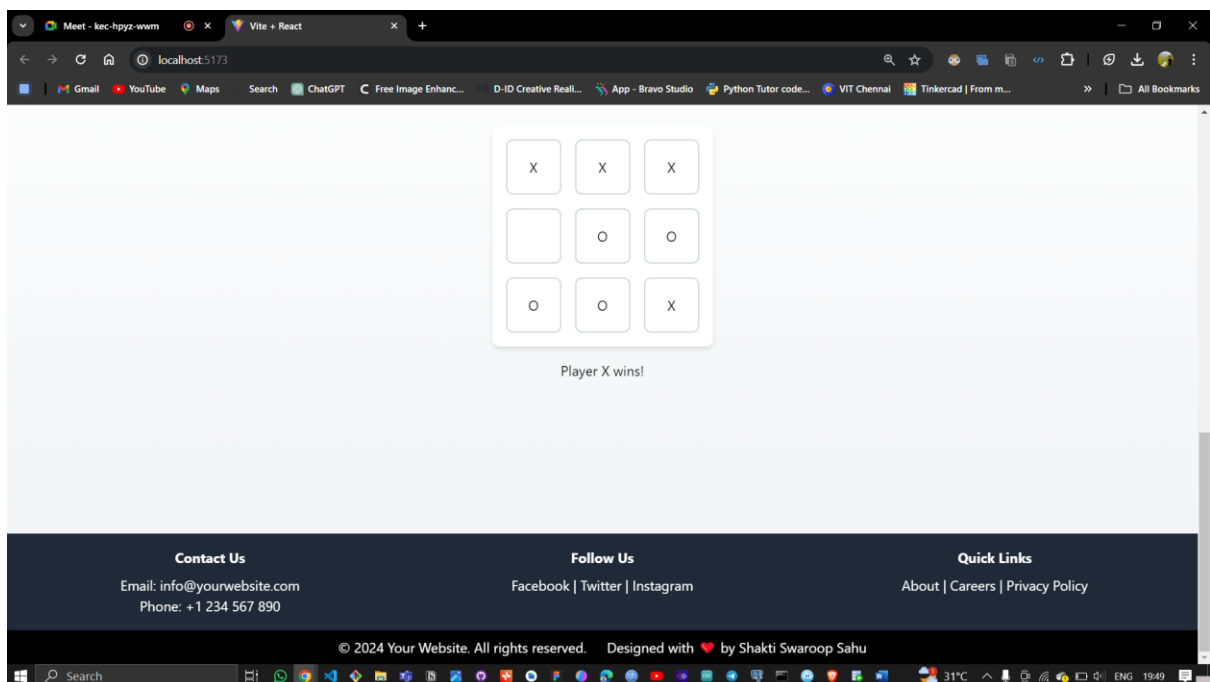 Meet - kec-hpyz-wwm Vite + React
localhost:5173
Gmail YouTube Maps Search ChatGPT Free Image Enhanc... D-ID Creative Reali... App - Bravo Studio Python Tutor code... VIT Chennai Tinkercad | From m... » All Bookmarks
X X X
O O
O O X
Player X wins!
Contact Us Follow Us Quick Links
Email: info@yourwebsite.com Facebook | Twitter | Instagram About | Careers | Privacy Policy
Phone: +1 234 567 890
© 2024 Your Website. All rights reserved. Designed with ❤ by Shakti Swaroop Sahu
Search 31°C ENG 19:49